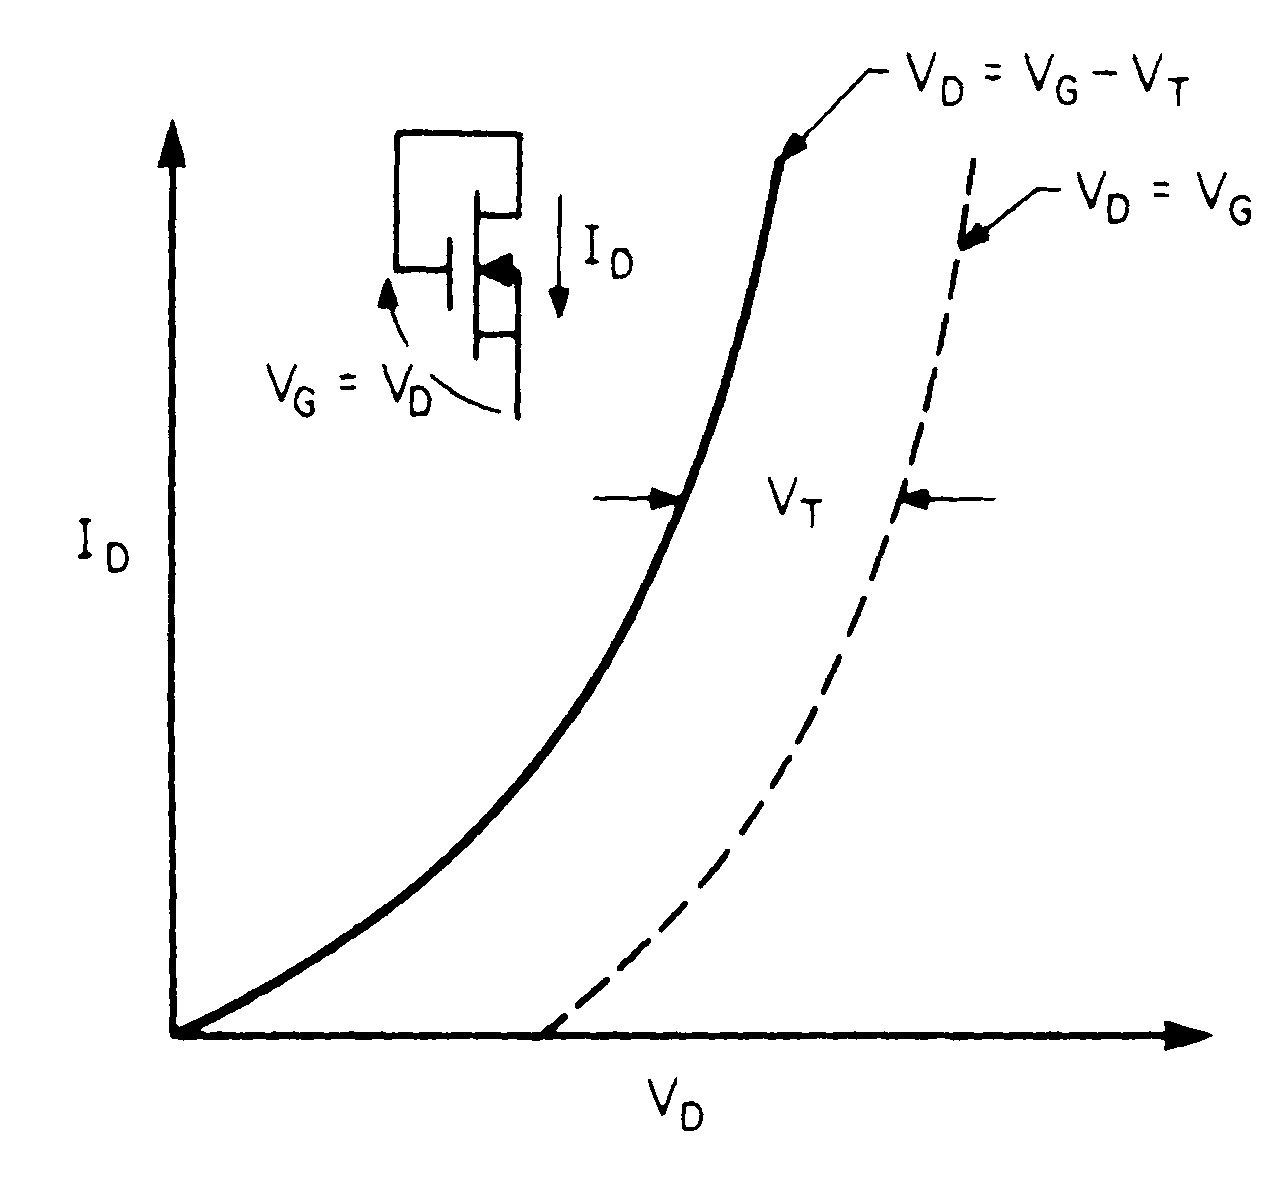 V_D = V_G - V_T
V_D = V_G
I_D
V_G = V_D
V_T
I_D
V_D